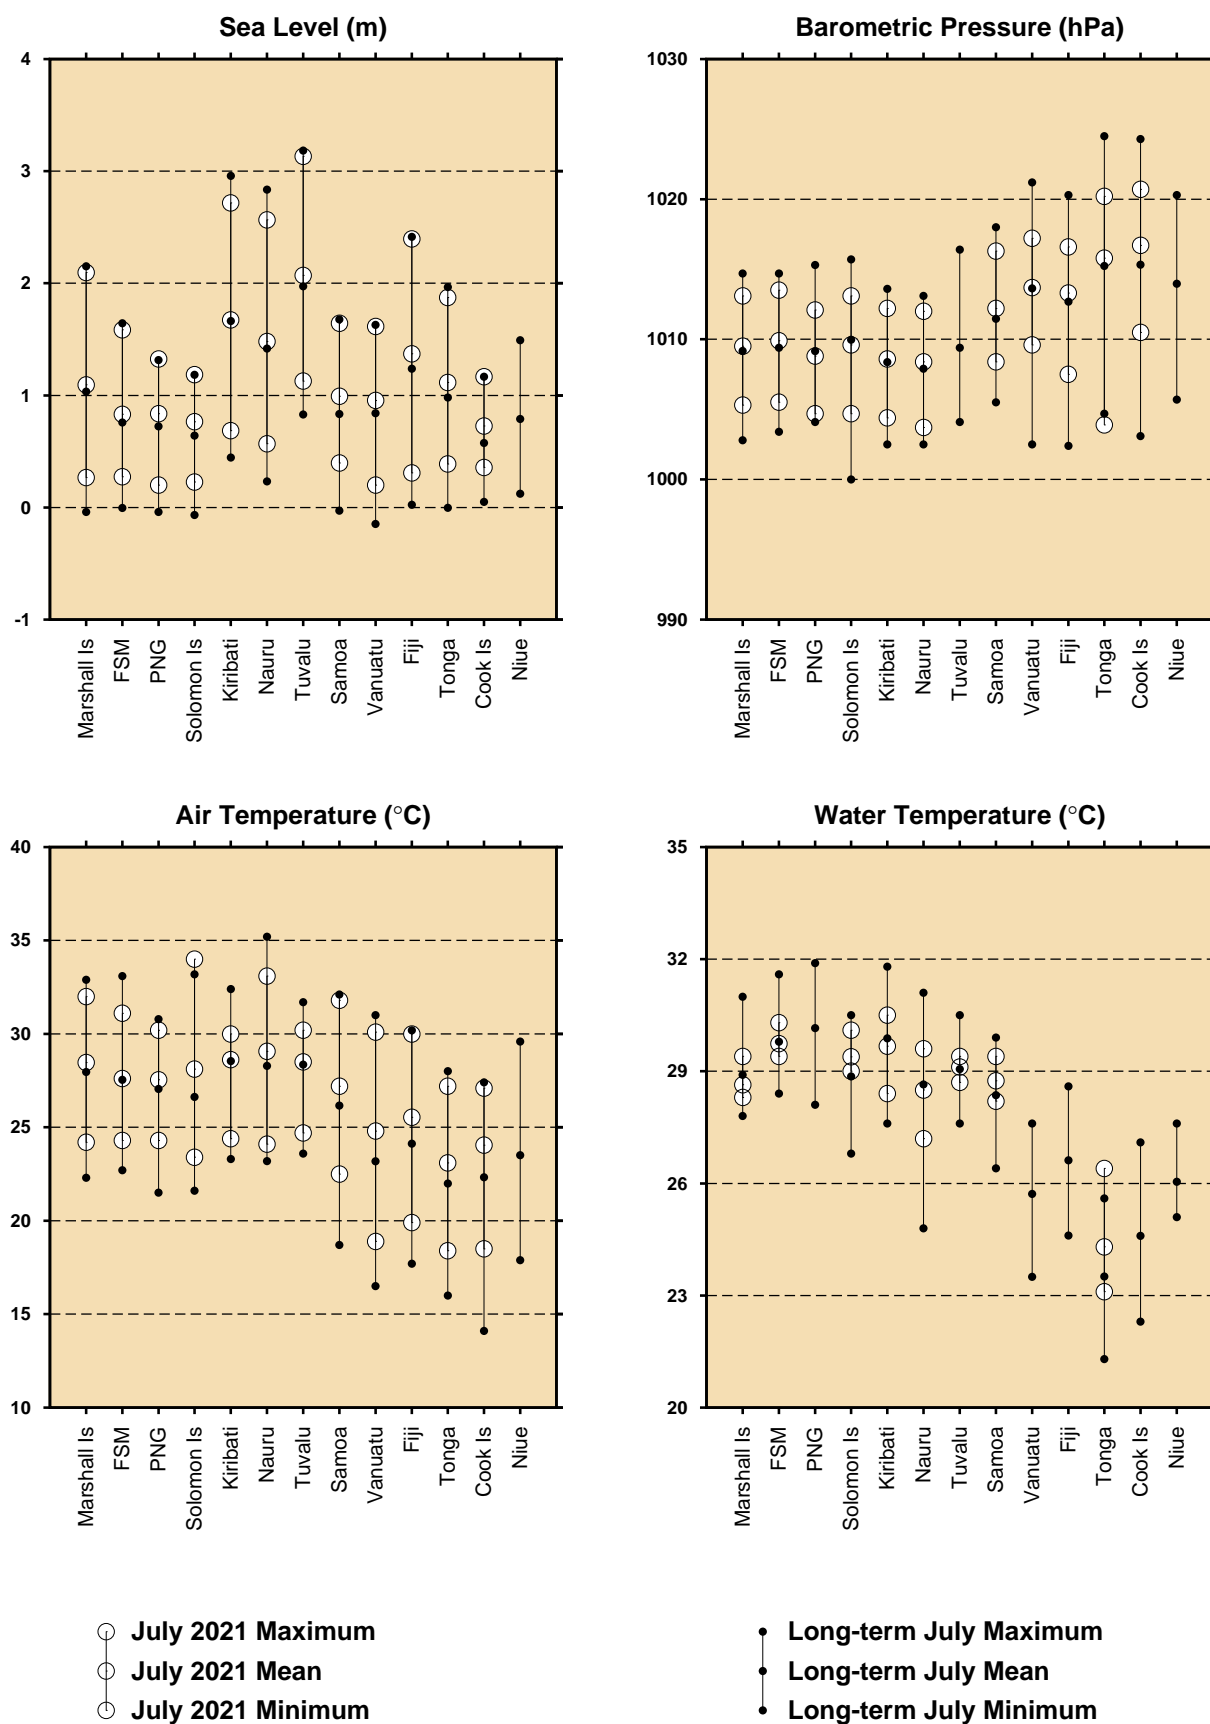 Sea Level (m)
4
3
2
1
0
-1
Marshall Is
FSM
PNG
Solomon Is
Kiribati
Nauru
Tuvalu
Samoa
Vanuatu
Fiji
Tonga
Cook Is
Niue
Barometric Pressure (hPa)
1030
1020
1010
1000
990
Marshall Is
FSM
PNG
Solomon Is
Kiribati
Nauru
Tuvalu
Samoa
Vanuatu
Fiji
Tonga
Cook Is
Niue
Air Temperature (°C)
40
35
30
25
20
15
10
Marshall Is
FSM
PNG
Solomon Is
Kiribati
Nauru
Tuvalu
Samoa
Vanuatu
Fiji
Tonga
Cook Is
Niue
Water Temperature (°C)
35
32
29
26
23
20
Marshall Is
FSM
PNG
Solomon Is
Kiribati
Nauru
Tuvalu
Samoa
Vanuatu
Fiji
Tonga
Cook Is
Niue
July 2021 Maximum
July 2021 Mean
July 2021 Minimum
Long-term July Maximum
Long-term July Mean
Long-term July Minimum